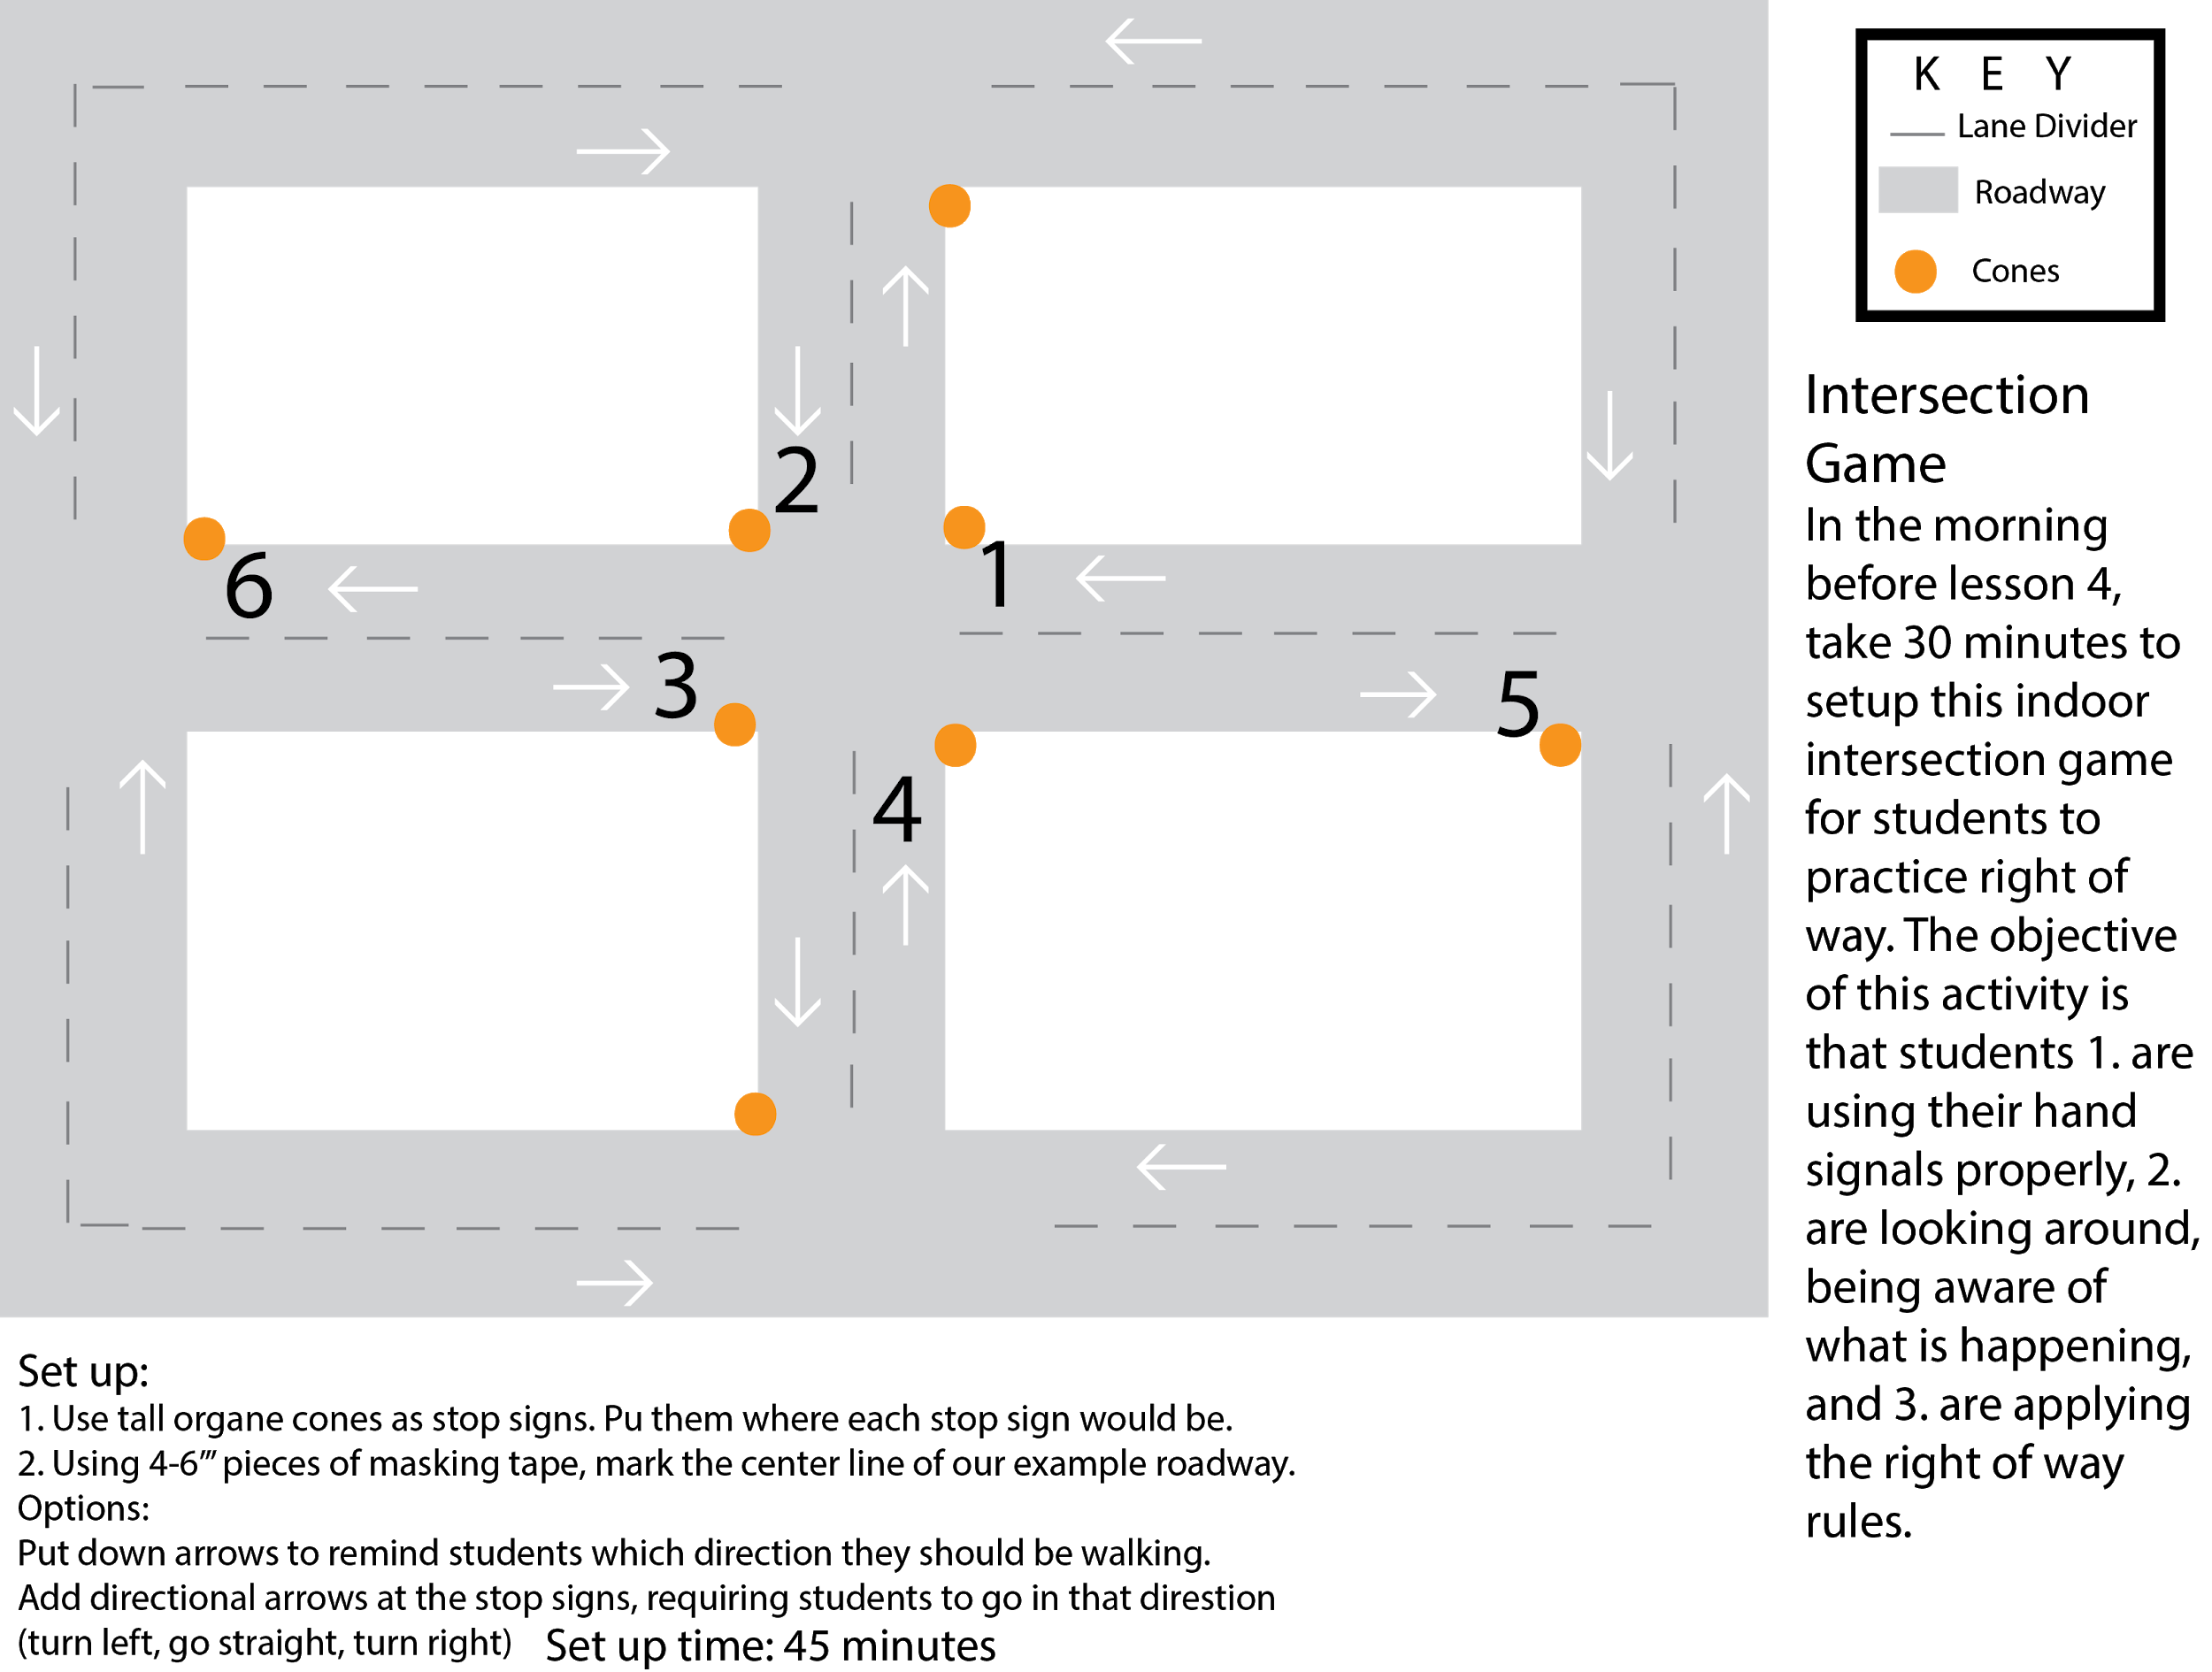 K E Y
Lane Divider
Roadway
Cones
2
1
6
3
5
4
Intersection
Game
In the morning
before lesson 4,
take 30 minutes to
setup this indoor
intersection game
for students to
practice right of
way. The objective
of this activity is
that students 1. are
using their hand
signals properly, 2.
are looking around,
being aware of
what is happening,
and 3. are applying
the right of way
rules.
Set up:
1. Use tall organe cones as stop signs. Pu them where each stop sign would be.
2. Using 4-6”’ pieces of masking tape, mark the center line of our example roadway.
Options:
Put down arrows to remind students which direction they should be walking.
Add directional arrows at the stop signs, requiring students to go in that direstion
(turn left, go straight, turn right) Set up time: 45 minutes